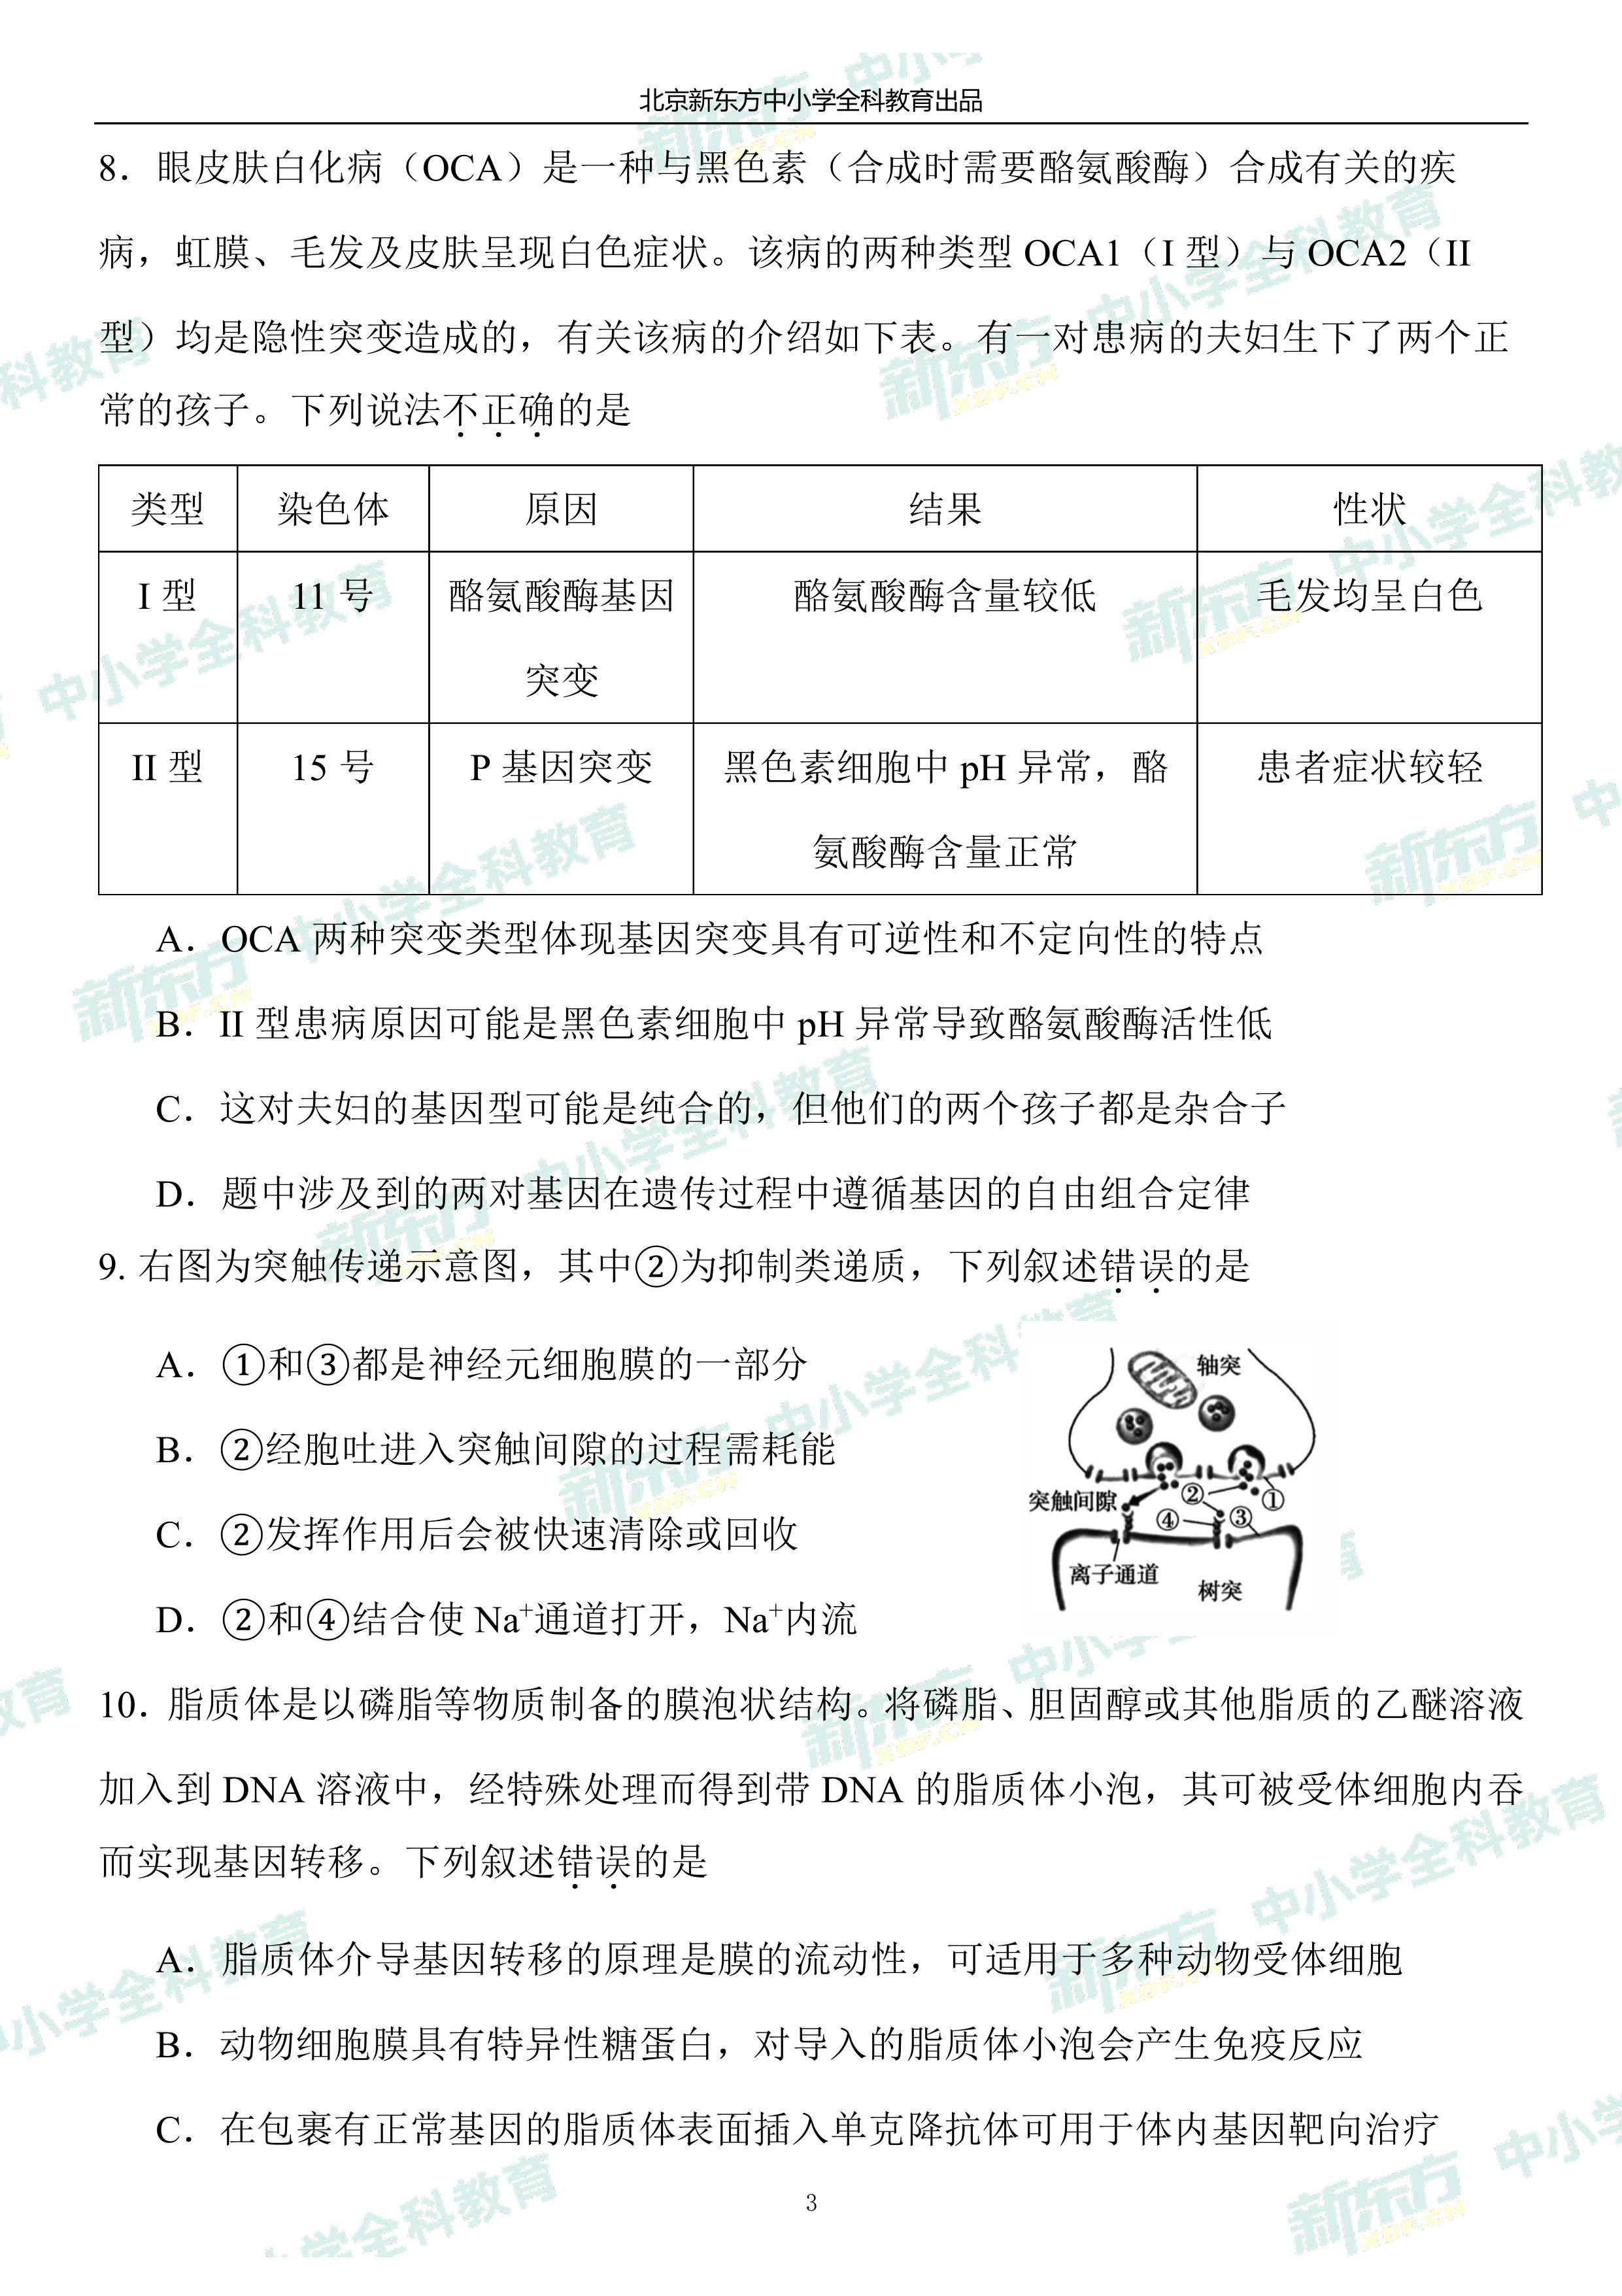 北京新东方中小学全科教育出品
8．眼皮肤白化病（OCA）是一种与黑色素（合成时需要酪氨酸酶）合成有关的疾
病，虹膜、毛发及皮肤呈现白色症状。该病的两种类型 OCA1（I 型）与 OCA2（II
型）均是隐性突变造成的，有关该病的介绍如下表。有一对患病的夫妇生下了两个正
常的孩子。下列说法不正确的是
类型 染色体 原因 结果 性状
I 型 11 号 酪氨酸酶基因 酪氨酸酶含量较低 毛发均呈白色
突变
II 型 15 号 P 基因突变 黑色素细胞中 pH 异常，酪 患者症状较轻
氨酸酶含量正常
A．OCA 两种突变类型体现基因突变具有可逆性和不定向性的特点
B．II 型患病原因可能是黑色素细胞中 pH 异常导致酪氨酸酶活性低
C．这对夫妇的基因型可能是纯合的，但他们的两个孩子都是杂合子
D．题中涉及到的两对基因在遗传过程中遵循基因的自由组合定律
9. 右图为突触传递示意图，其中②为抑制类递质，下列叙述错误的是
A．①和③都是神经元细胞膜的一部分
B．②经胞吐进入突触间隙的过程需耗能
C．②发挥作用后会被快速清除或回收
D．②和④结合使 Na⁺通道打开，Na⁺内流
轴突
突触间隙
②
①
④
③
离子通道
树突
10．脂质体是以磷脂等物质制备的膜泡状结构。将磷脂、胆固醇或其他脂质的乙醚溶液
加入到 DNA 溶液中，经特殊处理而得到带 DNA 的脂质体小泡，其可被受体细胞内吞
而实现基因转移。下列叙述错误的是
A．脂质体介导基因转移的原理是膜的流动性，可适用于多种动物受体细胞
B．动物细胞膜具有特异性糖蛋白，对导入的脂质体小泡会产生免疫反应
C．在包裹有正常基因的脂质体表面插入单克隆抗体可用于体内基因靶向治疗
3
新东方 XDF.CN 中小学全科教育